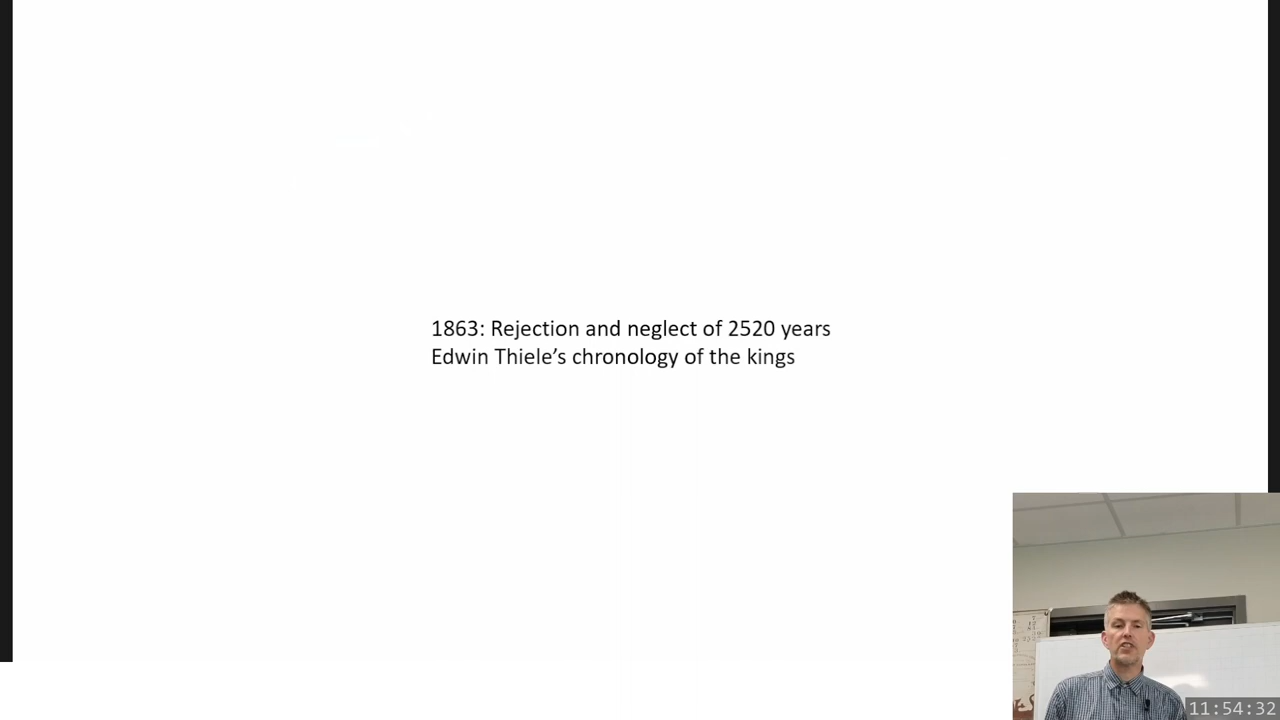 1863: Rejection and neglect of 2520 years
Edwin Thiele’s chronology of the kings
11:54:32